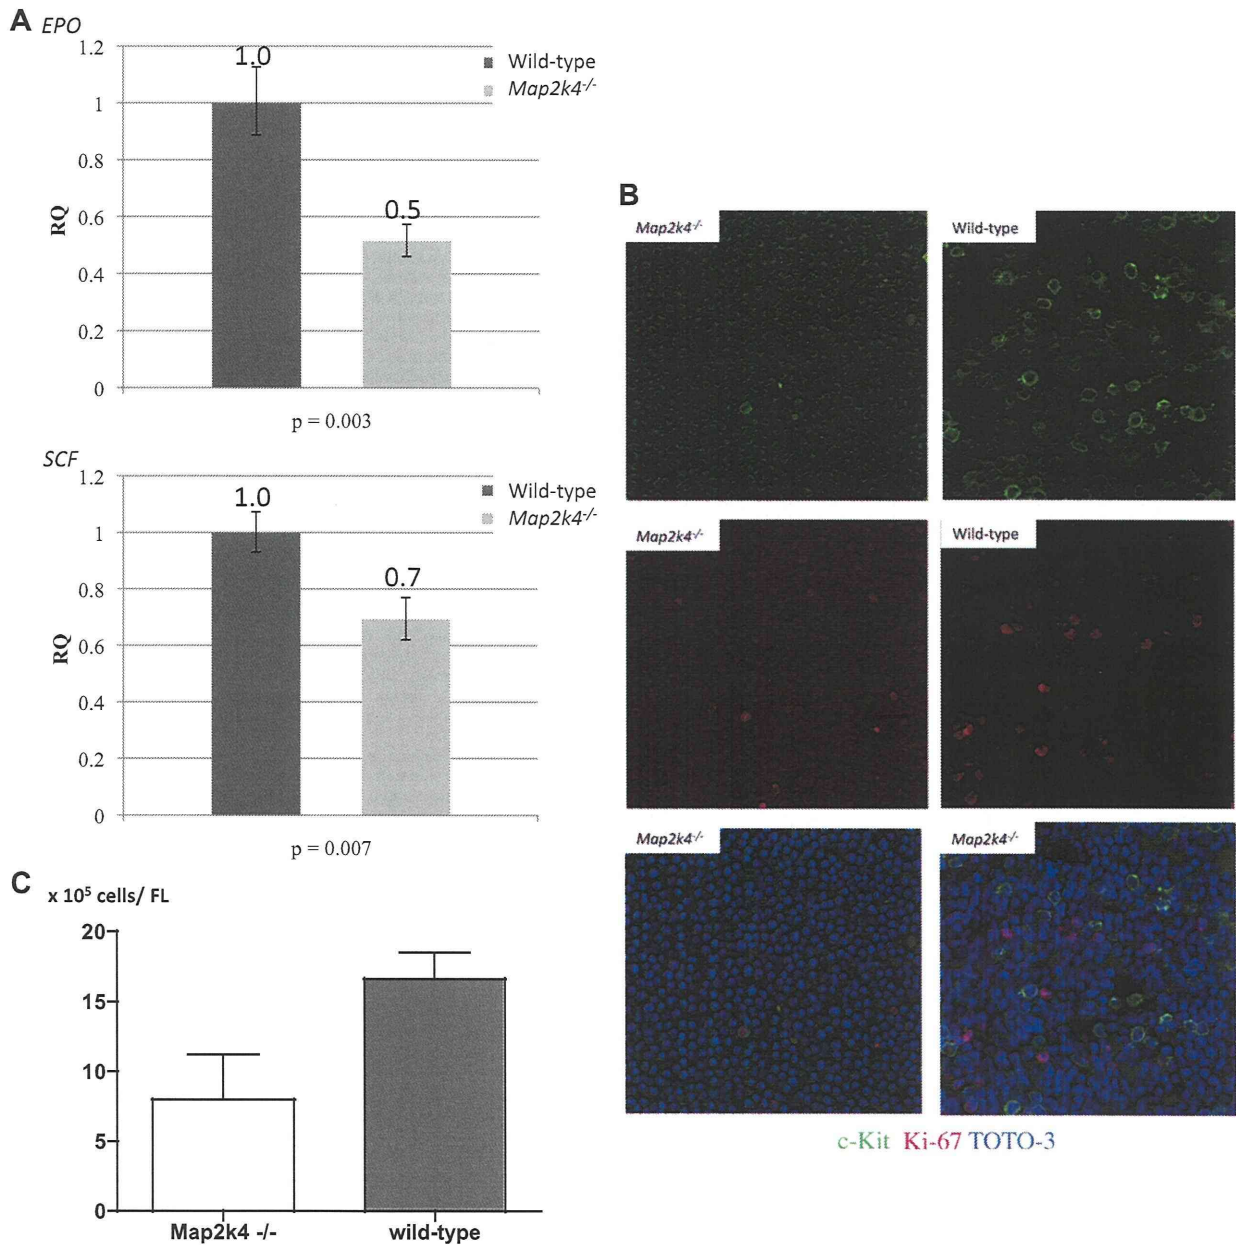 A
EPO
1.2
1
0.8
0.6
0.4
0.2
0
RQ
1.0
0.5
Wild-type
Map2k4-/-
p = 0.003
SCF
1.2
1
0.8
0.6
0.4
0.2
0
RQ
1.0
0.7
Wild-type
Map2k4-/-
p = 0.007
B
Map2k4-/-
Wild-type
Map2k4-/-
Wild-type
Map2k4-/-
Map2k4-/-
c-Kit Ki-67 TOTO-3
C
x 10⁵ cells/ FL
20
15
10
5
0
Map2k4 -/-
wild-type